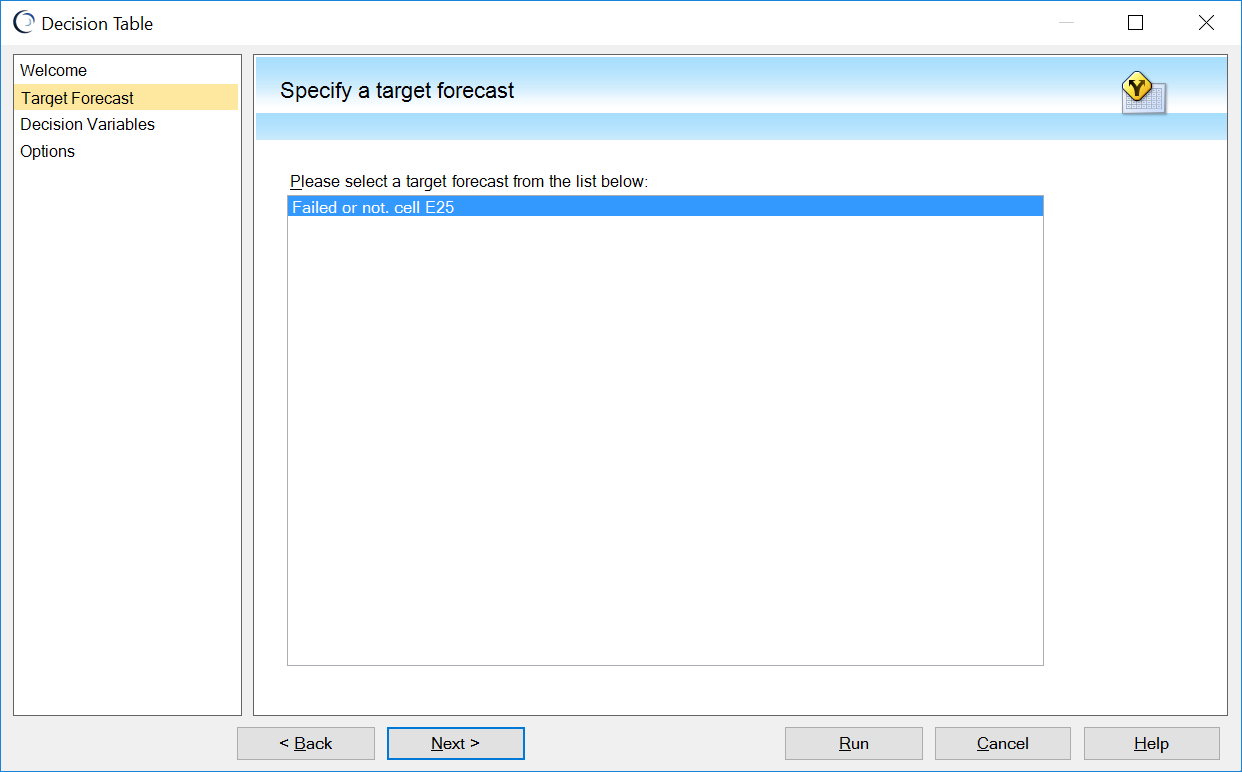 Decision Table
Welcome
Target Forecast
Decision Variables
Options
Specify a target forecast
Please select a target forecast from the list below:
Failed or not. cell E25
< Back
Next >
Run
Cancel
Help